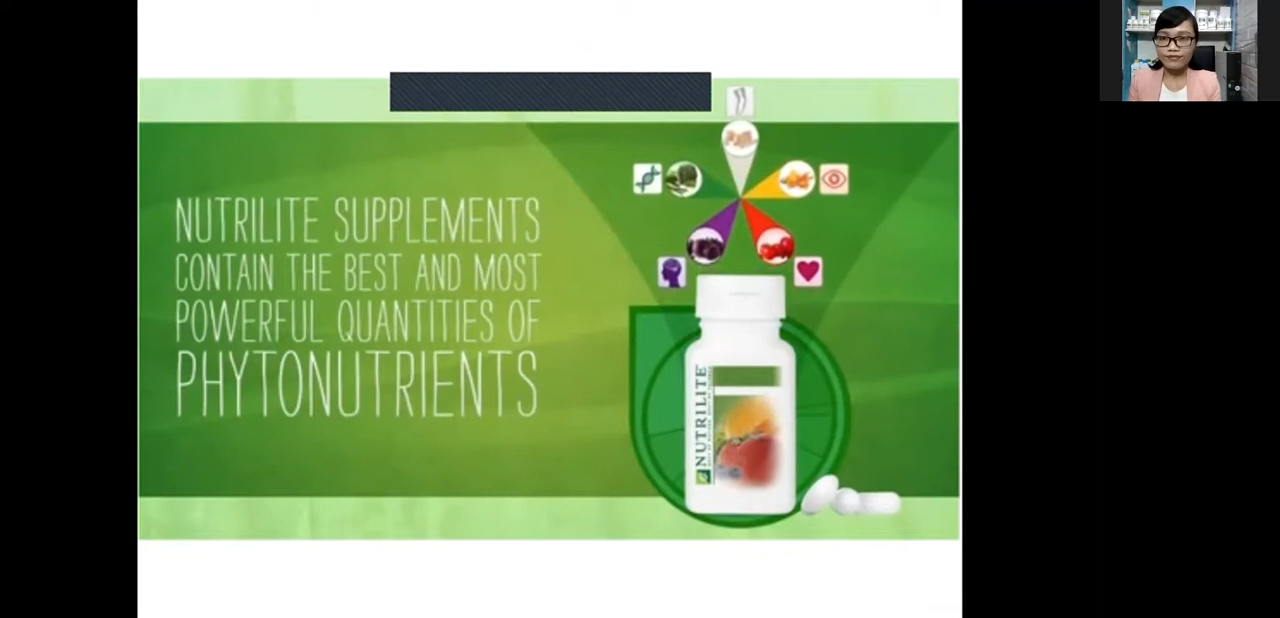 NUTRILITE SUPPLEMENTS
CONTAIN THE BEST AND MOST
POWERFUL QUANTITIES OF
PHYTONUTRIENTS
NUTRILITE